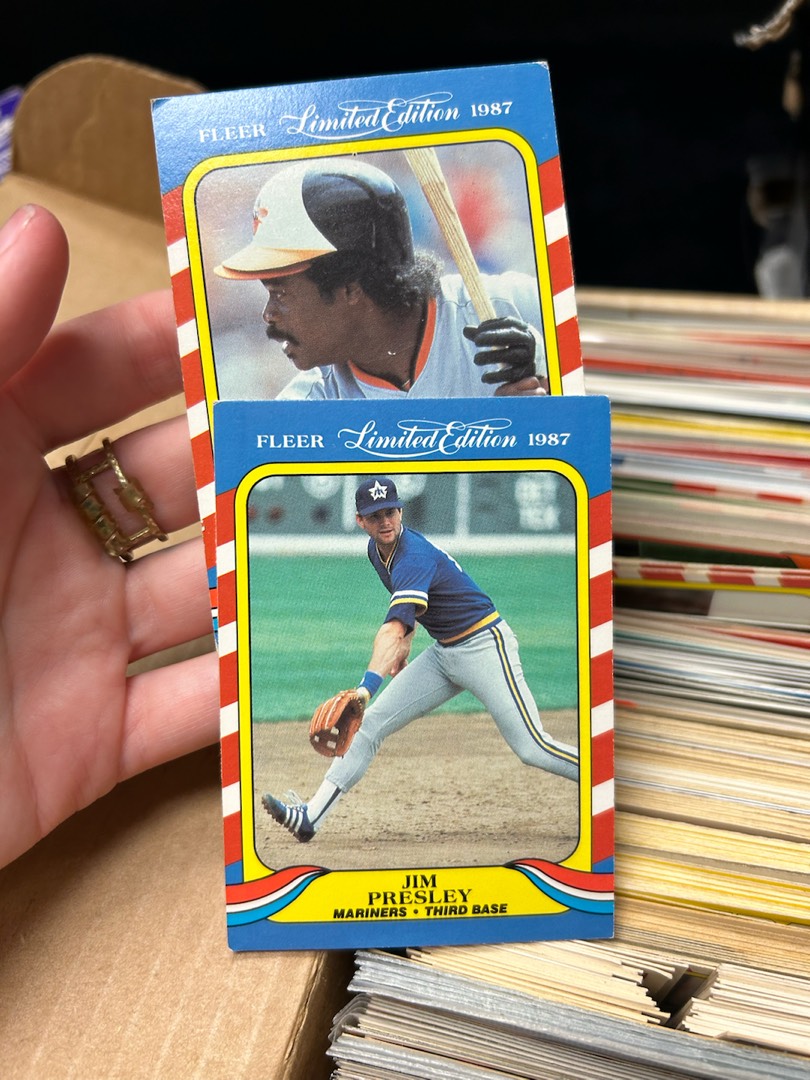 FLEER Limited Edition 1987
FLEER Limited Edition 1987
JIM
PRESLEY
MARINERS • THIRD BASE